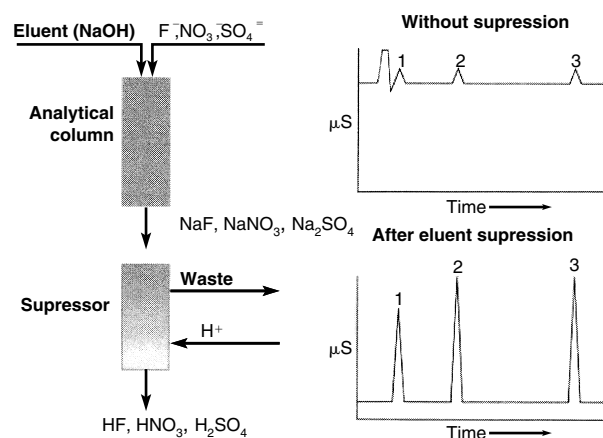 Eluent (NaOH)
F⁻,NO₃⁻,SO₄⁼
Analytical
column
NaF, NaNO₃, Na₂SO₄
Supressor
Waste
H⁺
HF, HNO₃, H₂SO₄
Without supression
1
2
3
μS
Time
After eluent supression
1
2
3
μS
Time